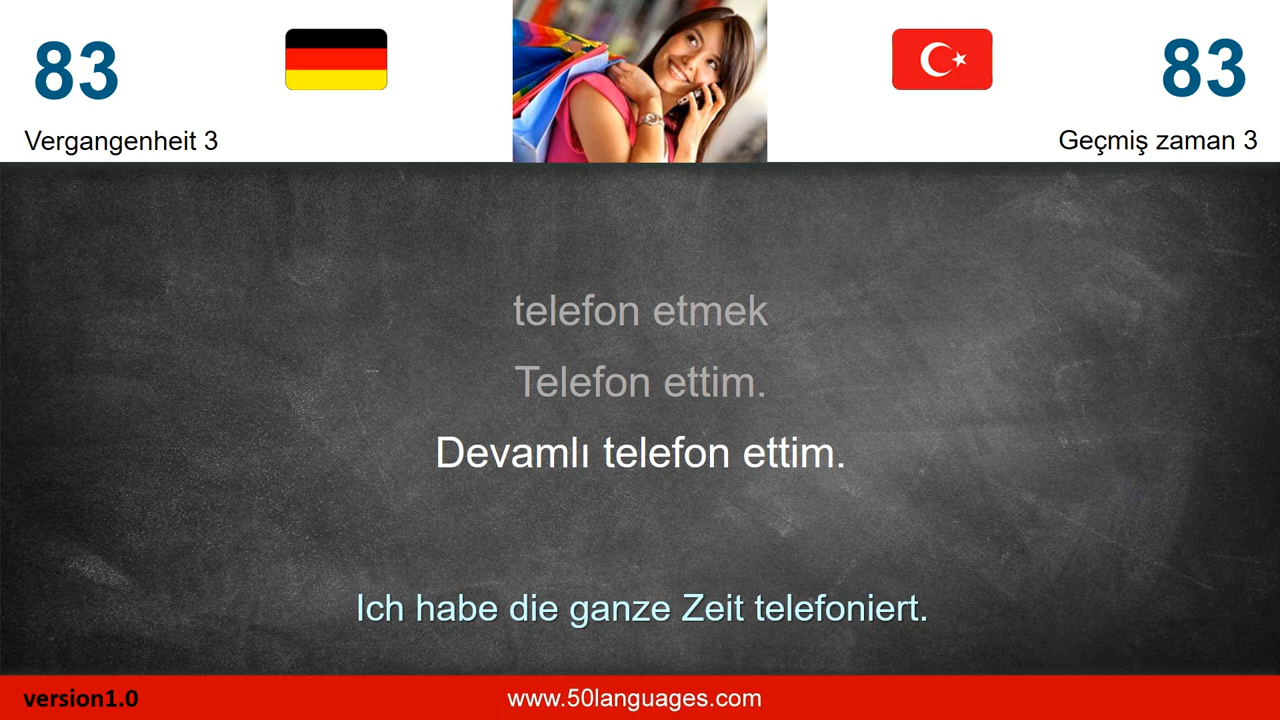 83
83
Vergangenheit 3
Geçmiş zaman 3
telefon etmek
Telefon ettim.
Devamlı telefon ettim.
Ich habe die ganze Zeit telefoniert.
version1.0
www.50languages.com